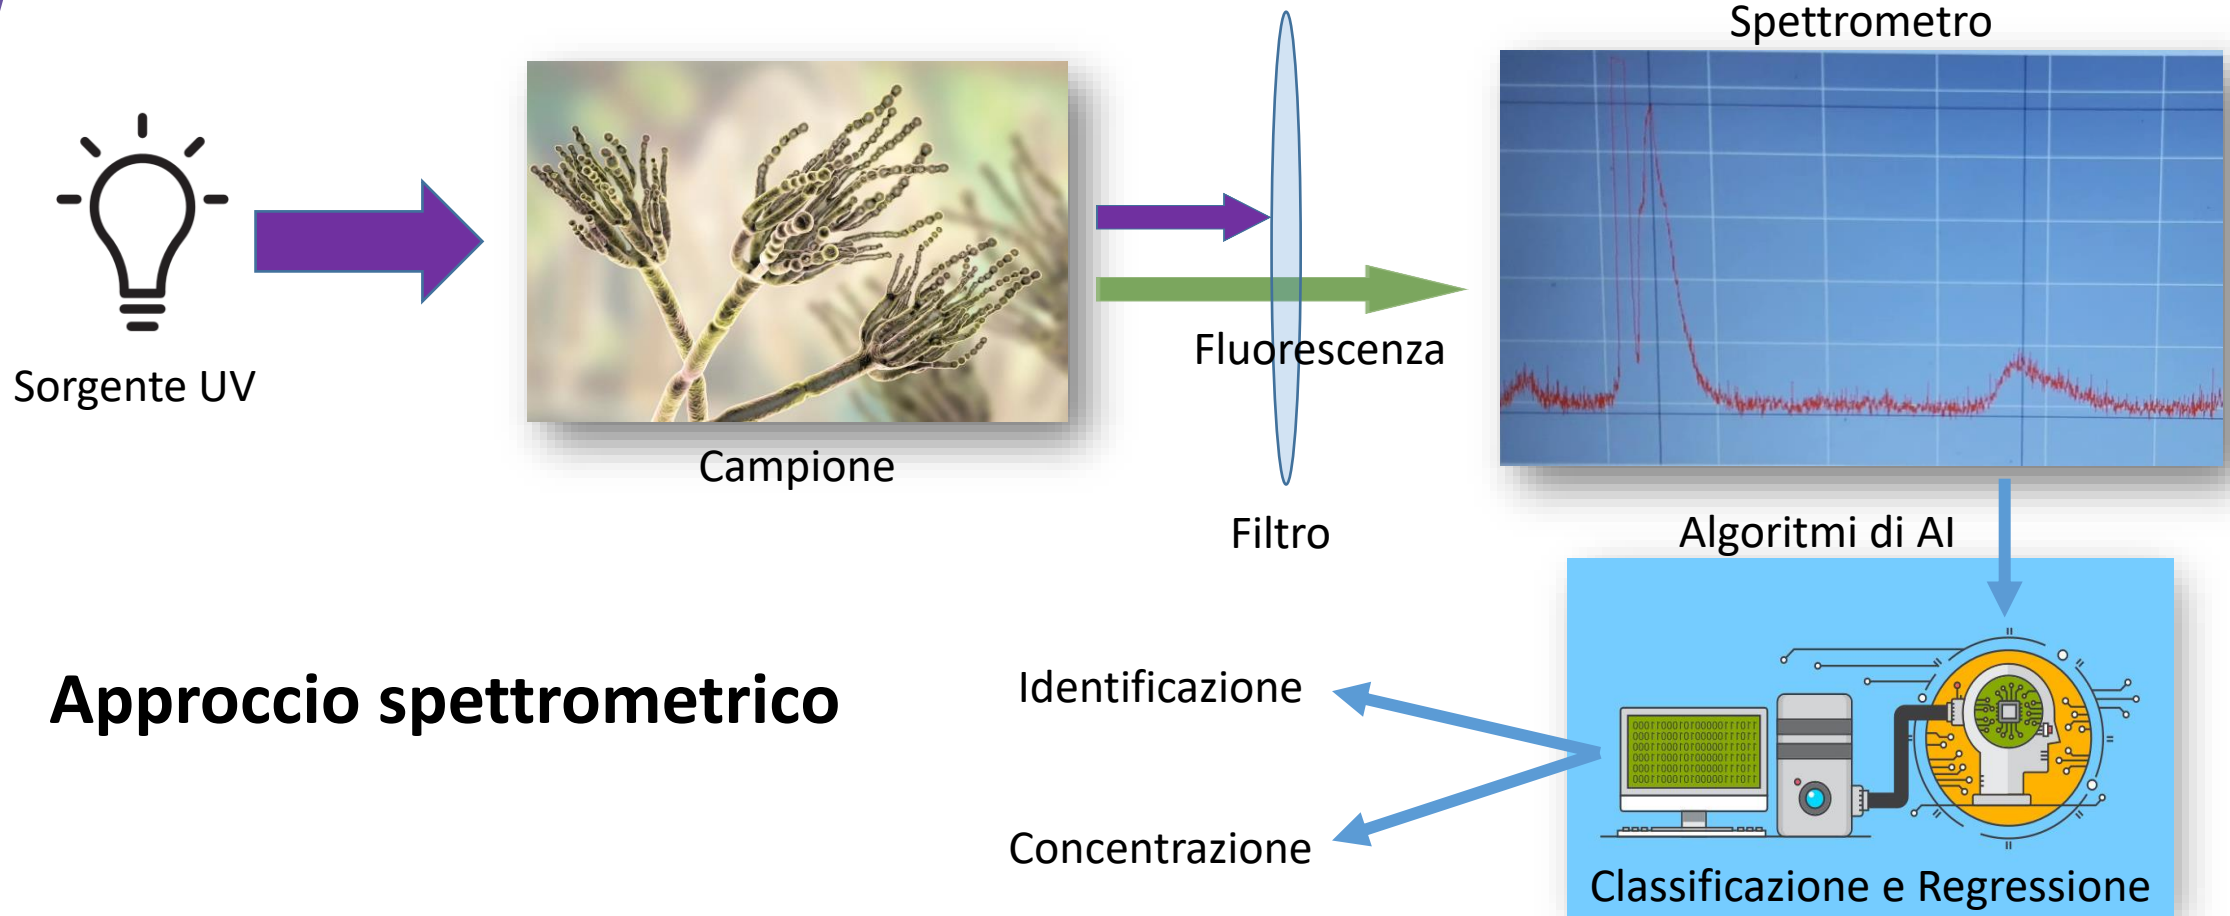 Spettrometro
Sorgente UV
Campione
Fluorescenza
Filtro
Algoritmi di AI
Approccio spettrometrico
Identificazione
Concentrazione
Classificazione e Regressione